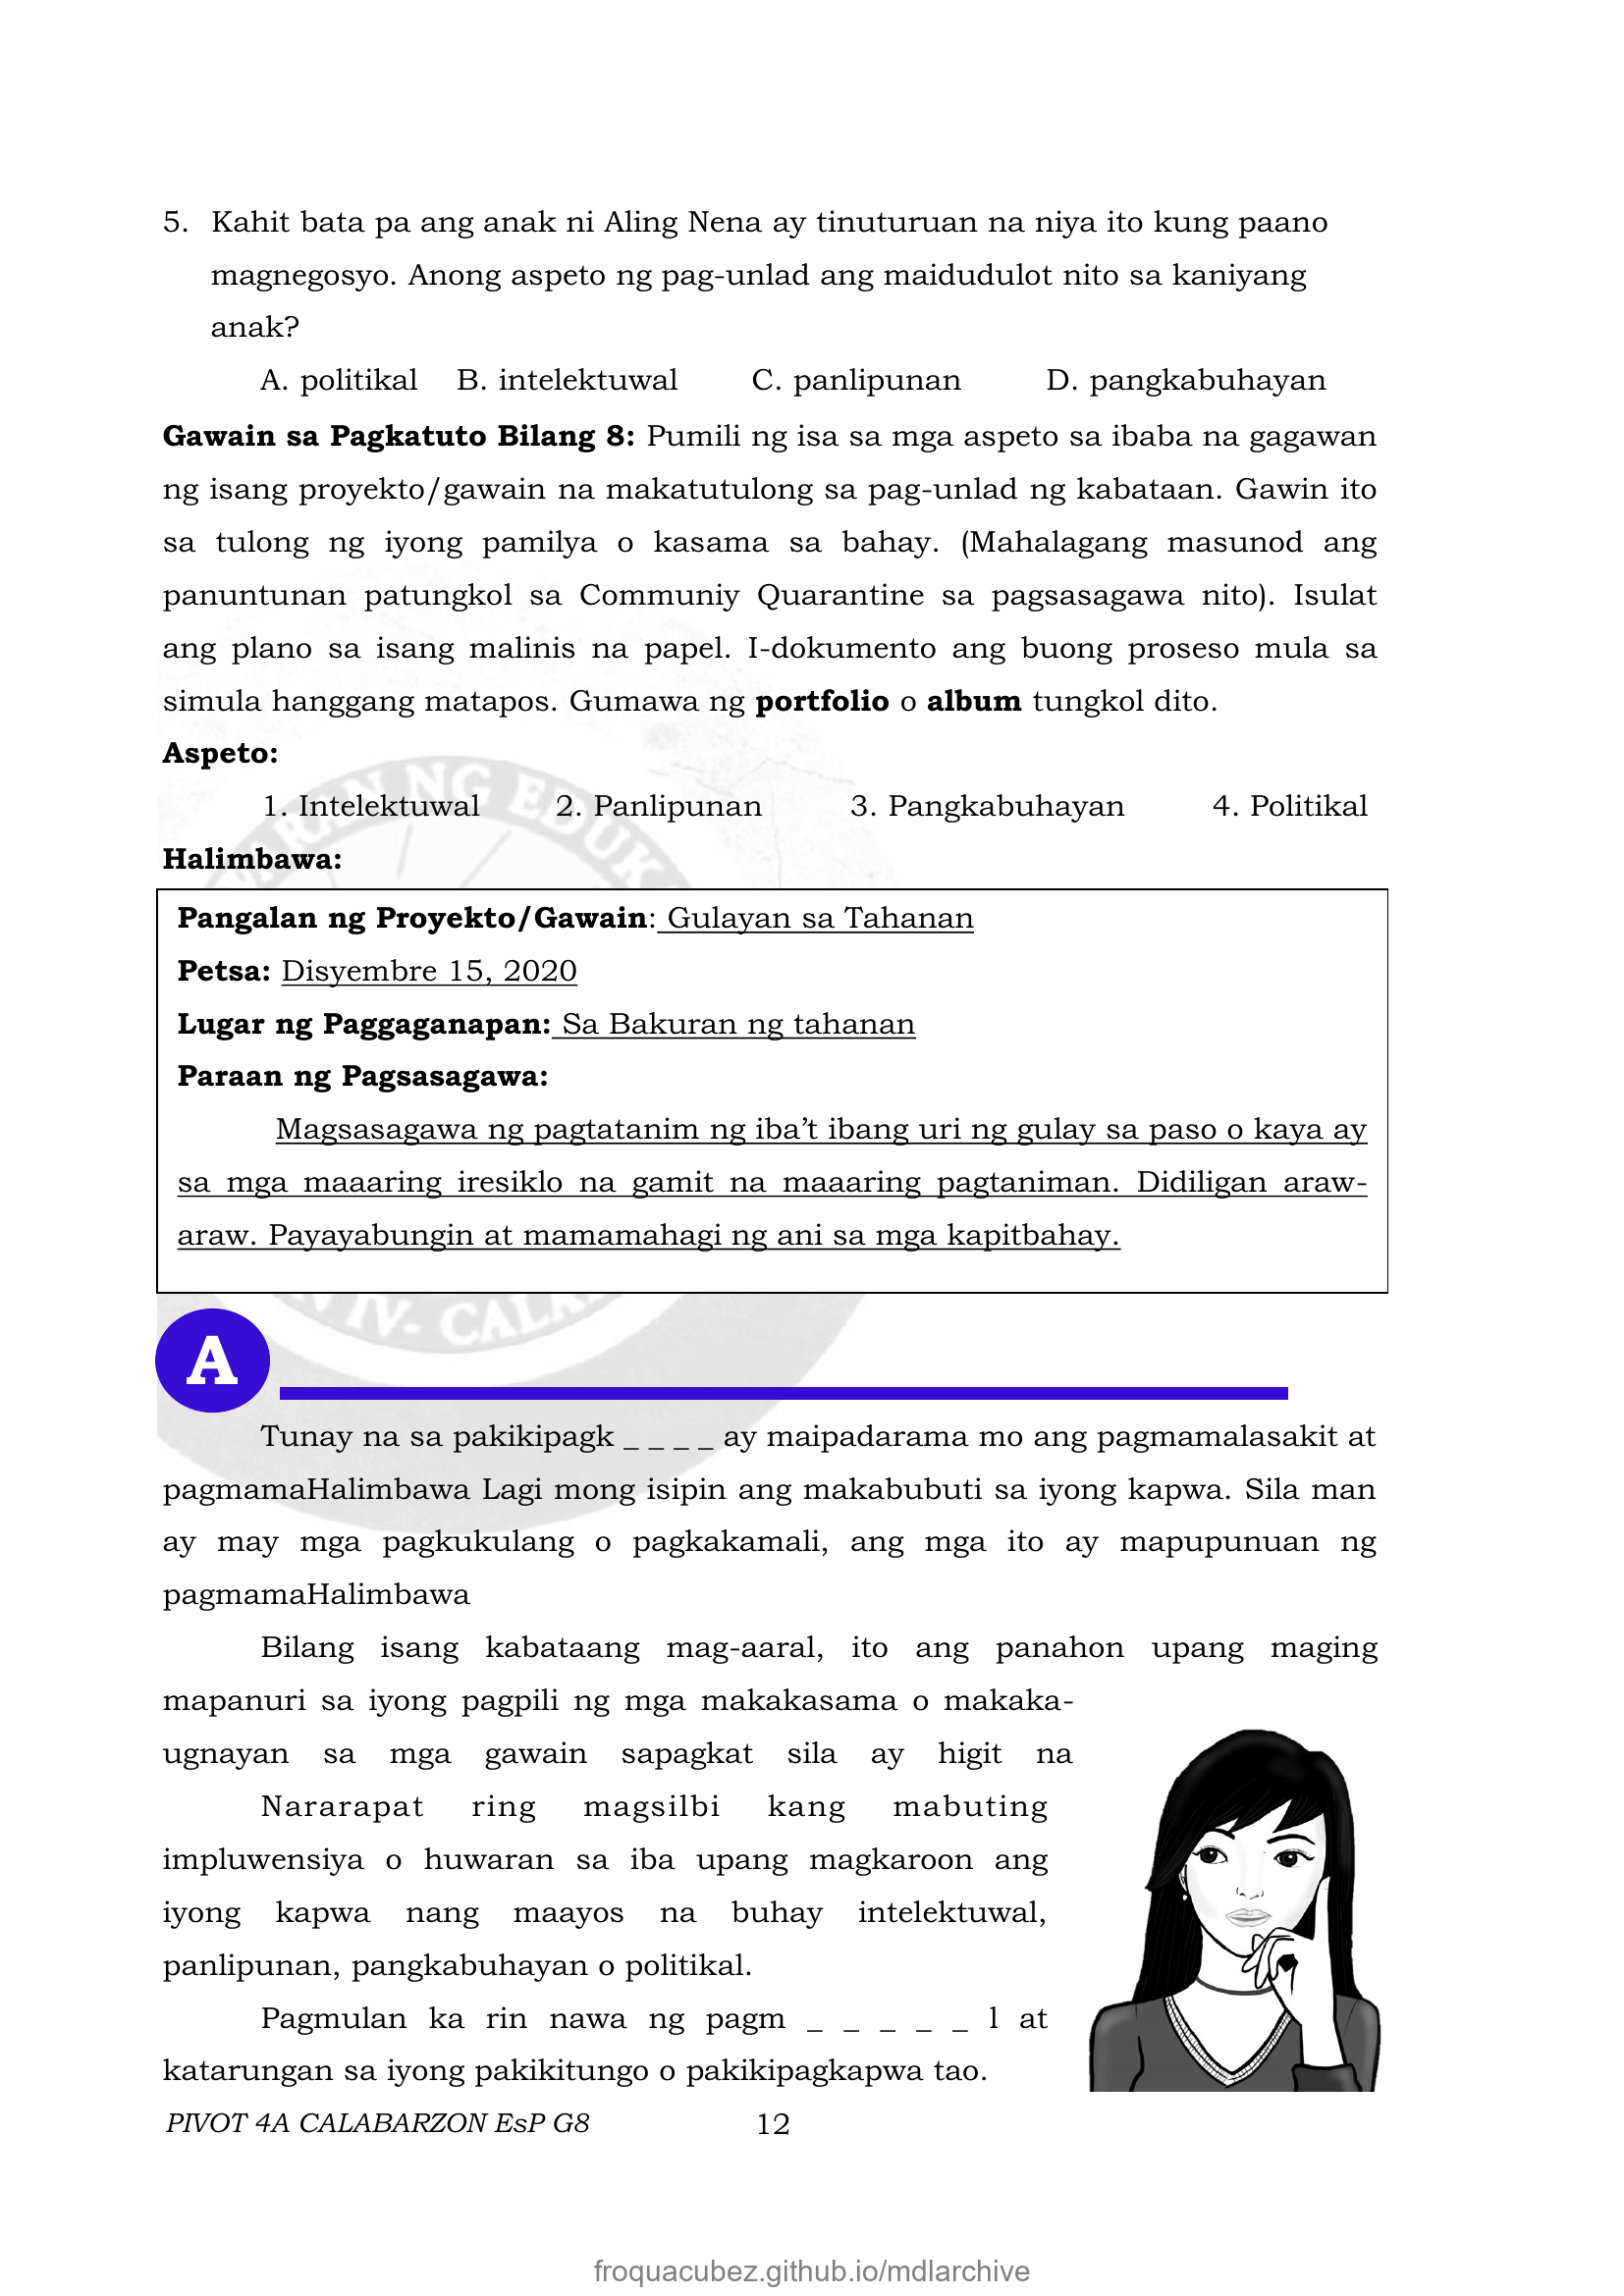 5. Kahit bata pa ang anak ni Aling Nena ay tinuturuan na niya ito kung paano
magnegosyo. Anong aspeto ng pag-unlad ang maidudulot nito sa kaniyang
anak?
A. politikal B. intelektuwal C. panlipunan D. pangkabuhayan
Gawain sa Pagkatuto Bilang 8: Pumili ng isa sa mga aspeto sa ibaba na gagawan
ng isang proyekto/gawain na makatutulong sa pag-unlad ng kabataan. Gawin ito
sa tulong ng iyong pamilya o kasama sa bahay. (Mahalagang masunod ang
panuntunan patungkol sa Communiy Quarantine sa pagsasagawa nito). Isulat
ang plano sa isang malinis na papel. I-dokumento ang buong proseso mula sa
simula hanggang matapos. Gumawa ng portfolio o album tungkol dito.
Aspeto:
1. Intelektuwal 2. Panlipunan 3. Pangkabuhayan 4. Politikal
Halimbawa:
Pangalan ng Proyekto/Gawain: Gulayan sa Tahanan
Petsa: Disyembre 15, 2020
Lugar ng Paggaganapan: Sa Bakuran ng tahanan
Paraan ng Pagsasagawa:
Magsasagawa ng pagtatanim ng iba’t ibang uri ng gulay sa paso o kaya ay
sa mga maaaring iresiklo na gamit na maaaring pagtaniman. Didiligan araw-
araw. Payayabungin at mamamahagi ng ani sa mga kapitbahay.
A
Tunay na sa pakikipagk _ _ _ _ ay maipadarama mo ang pagmamalasakit at
pagmamaHalimbawa Lagi mong isipin ang makabubuti sa iyong kapwa. Sila man
ay may mga pagkukulang o pagkakamali, ang mga ito ay mapupunuan ng
pagmamaHalimbawa
Bilang isang kabataang mag-aaral, ito ang panahon upang maging
mapanuri sa iyong pagpili ng mga makakasama o makaka-
ugnayan sa mga gawain sapagkat sila ay higit na
Nararapat ring magsilbi kang mabuting
impluwensiya o huwaran sa iba upang magkaroon ang
iyong kapwa nang maayos na buhay intelektuwal,
panlipunan, pangkabuhayan o politikal.
Pagmulan ka rin nawa ng pagm _ _ _ _ _ l at
katarungan sa iyong pakikitungo o pakikipagkapwa tao.
PIVOT 4A CALABARZON EsP G8 12
froquacubez.github.io/mdlarchive